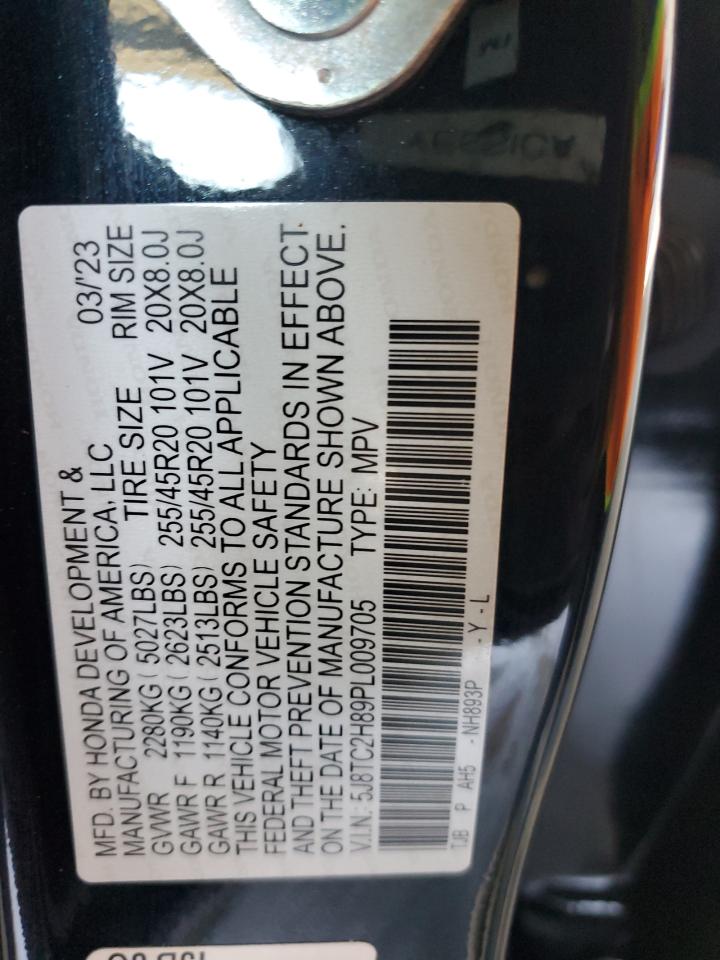 MFD. BY HONDA DEVELOPMENT &
MANUFACTURING OF AMERICA, LLC 03/'23
GVWR 2280KG (5027LBS) TIRE SIZE RIM SIZE
GAWR F 1190KG (2623LBS) 255/45R20 101V 20X8.0J
GAWR R 1140KG (2513LBS) 255/45R20 101V 20X8.0J
THIS VEHICLE CONFORMS TO ALL APPLICABLE
FEDERAL MOTOR VEHICLE SAFETY
AND THEFT PREVENTION STANDARDS IN EFFECT
ON THE DATE OF MANUFACTURE SHOWN ABOVE.
V.I.N.: 5J8TC2H89PL009705 TYPE: MPV
TJB P AH5 - NH893P - Y - L